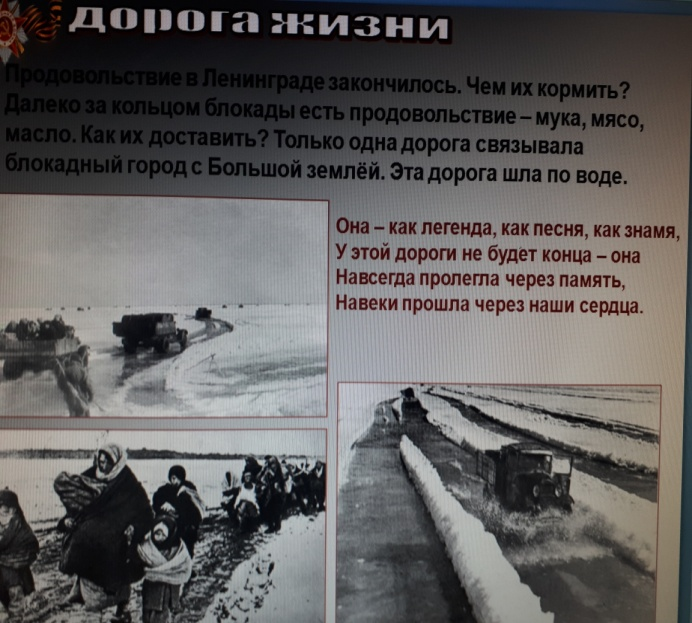 дорога жизни
Продовольствие в Ленинграде закончилось. Чем их кормить?
Далеко за кольцом блокады есть продовольствие – мука, мясо,
масло. Как их доставить? Только одна дорога связывала
блокадный город с Большой землёй. Эта дорога шла по воде.
Она – как легенда, как песня, как знамя,
У этой дороги не будет конца – она
Навсегда пролегла через память,
Навеки прошла через наши сердца.